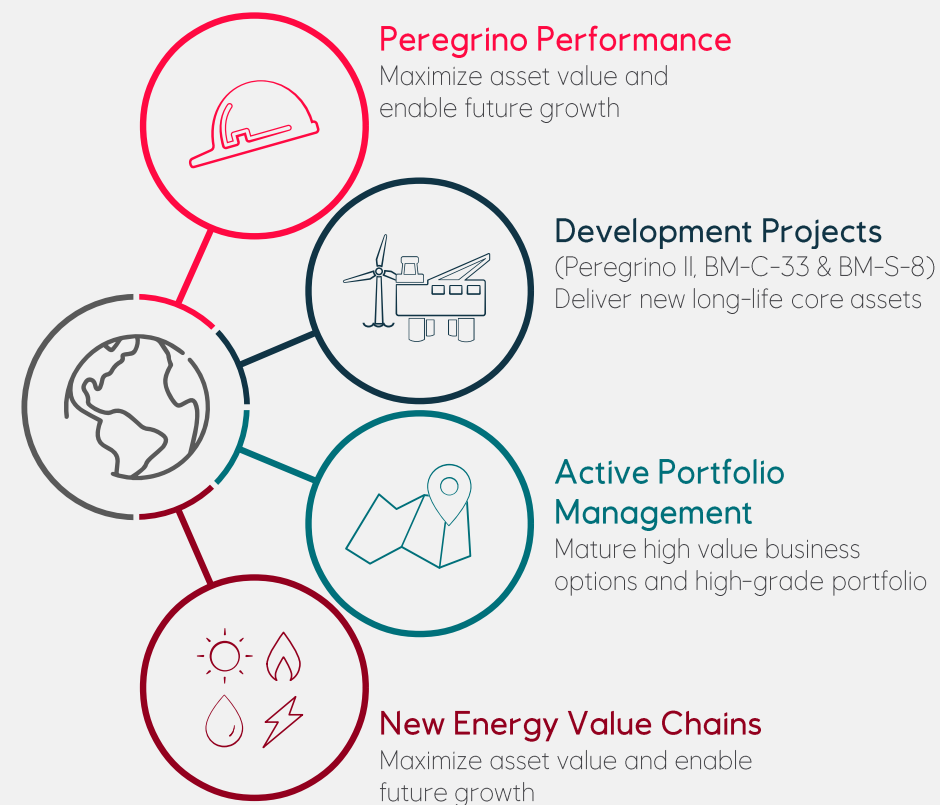 Peregrino Performance
Maximize asset value and
enable future growth
Development Projects
(Peregrino II, BM-C-33 & BM-S-8)
Deliver new long-life core assets
Active Portfolio
Management
Mature high value business
options and high-grade portfolio
New Energy Value Chains
Maximize asset value and enable
future growth